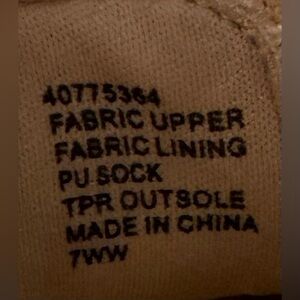 40775364
FABRIC UPPER
FABRIC LINING
PU SOCK
TPR OUTSOLE
MADE IN CHINA
7WW